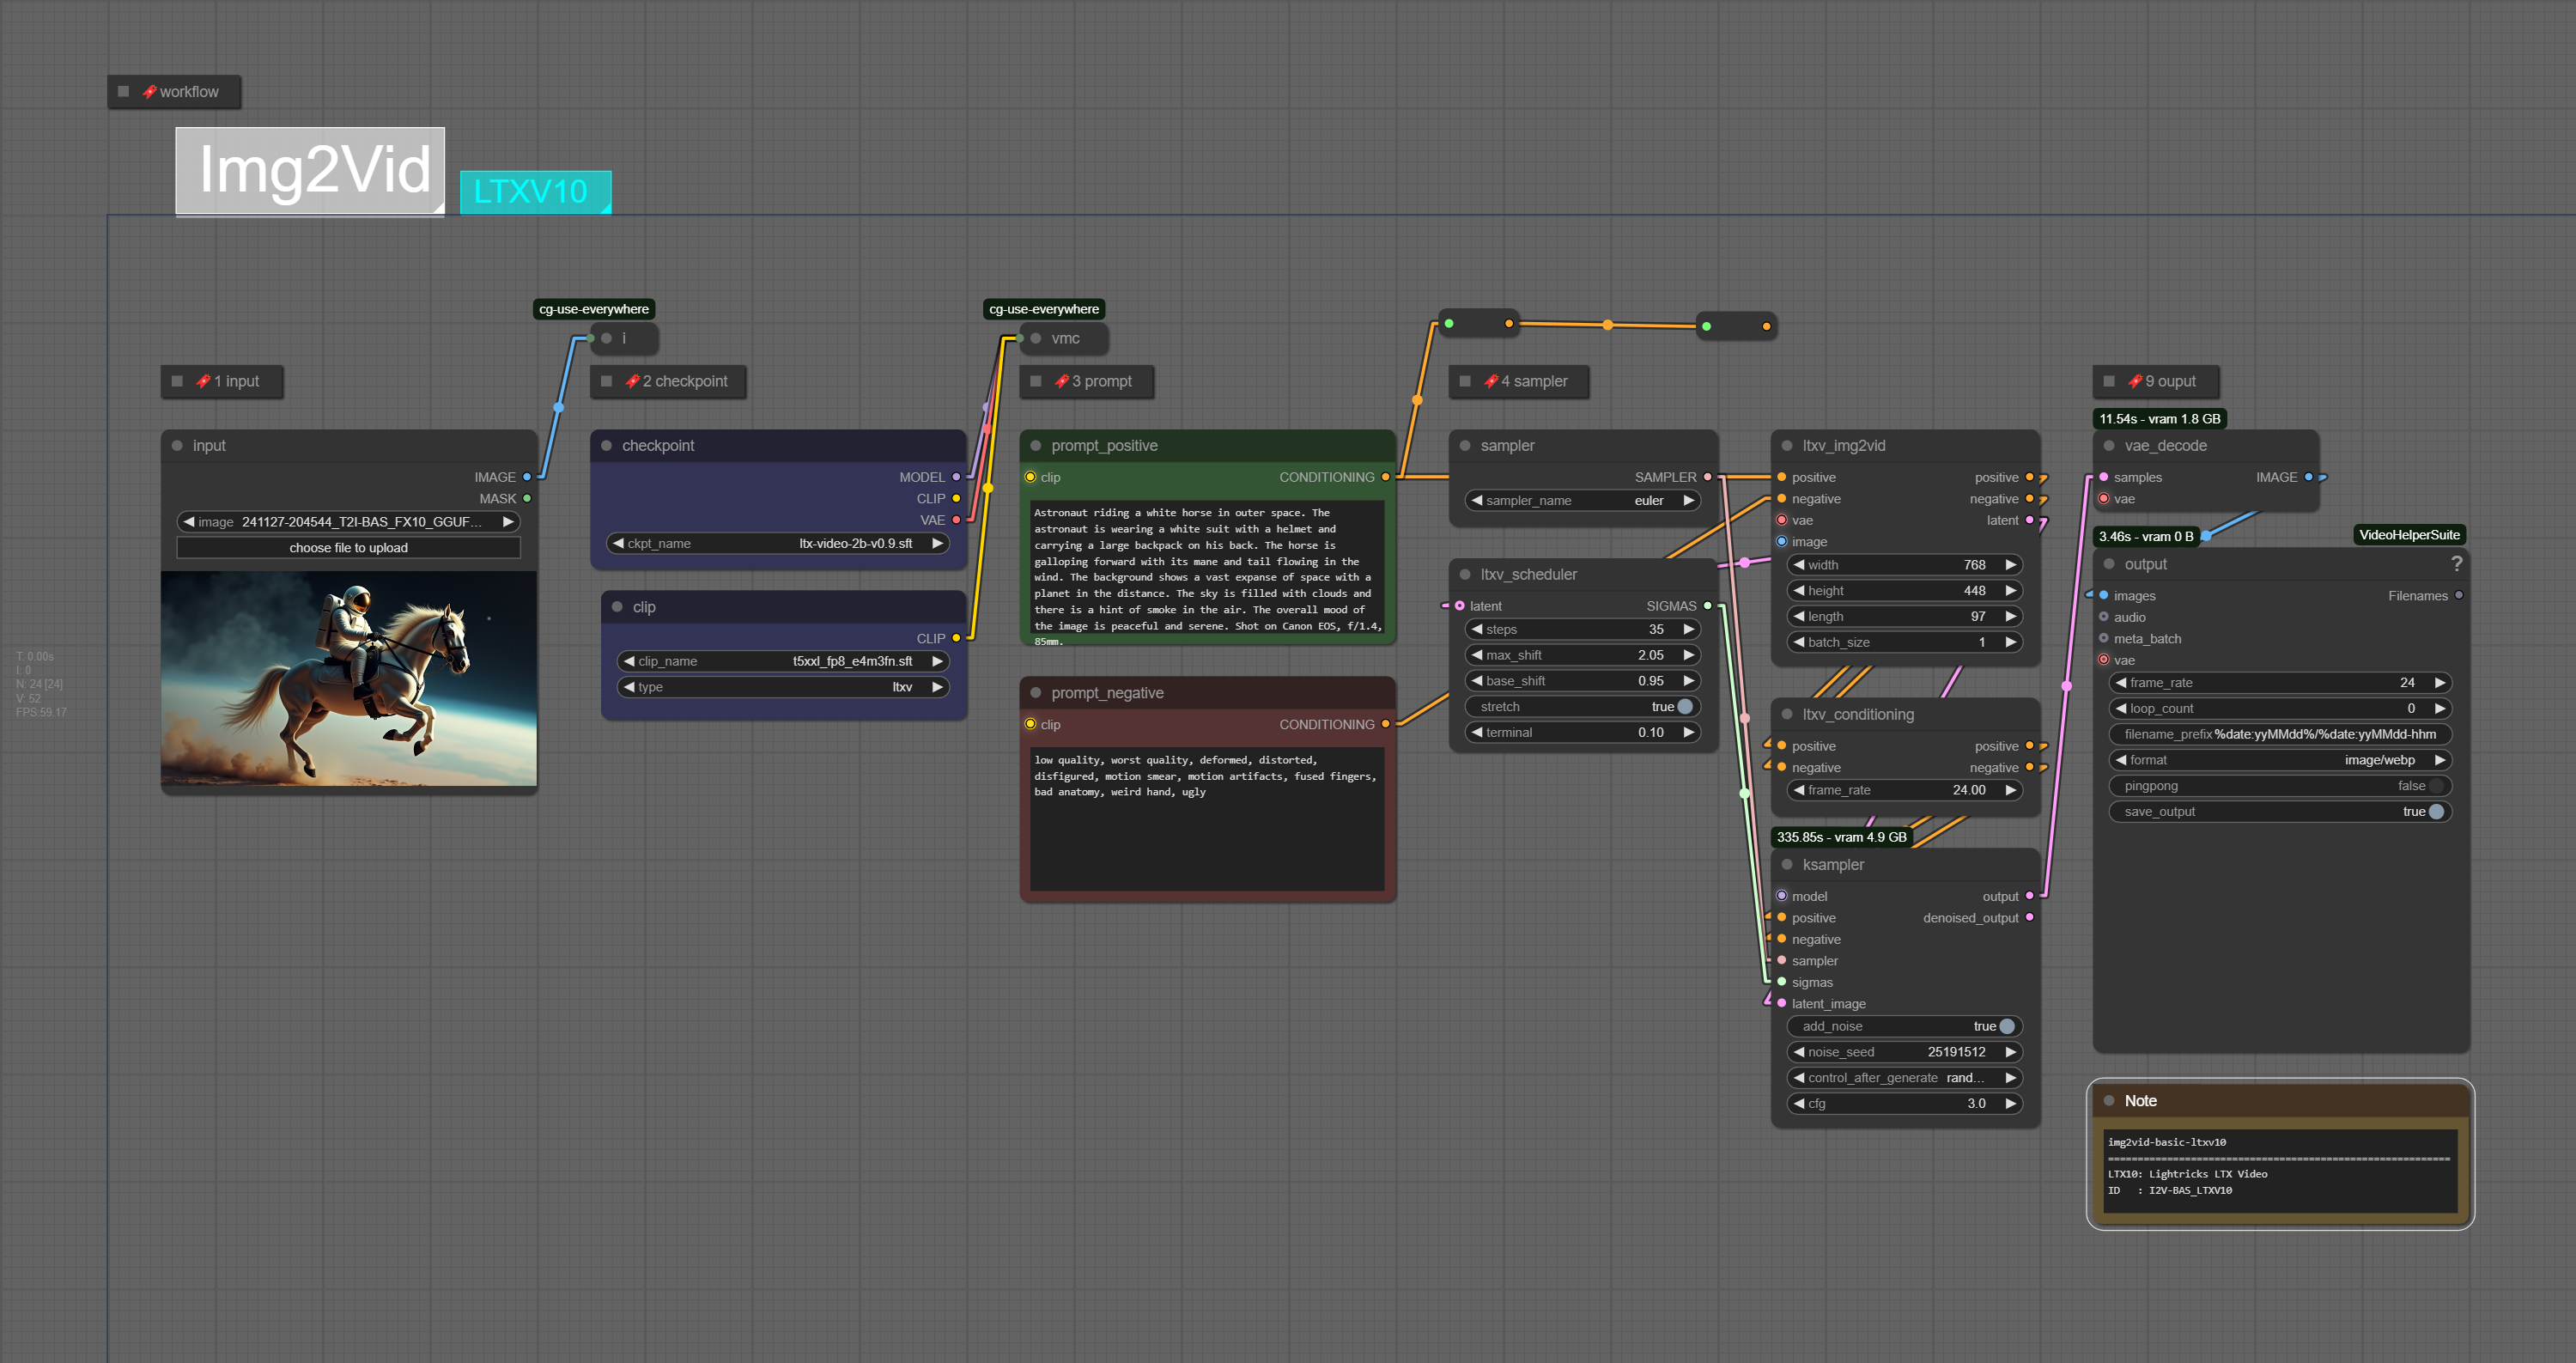 workflow
Img2Vid
LTXV10
cg-use-everywhere
i
cg-use-everywhere
vmc
1 input
2 checkpoint
3 prompt
4 sampler
9 ouput
input
IMAGE
MASK
image 241127-204544_T2I-BAS_FX10_GGUF...
choose file to upload
checkpoint
MODEL
CLIP
VAE
ckpt_name ltx-video-2b-v0.9.sft
clip
CLIP
clip_name t5xxl_fp8_e4m3fn.sft
type ltxv
prompt_positive
clip CONDITIONING
Astronaut riding a white horse in outer space. The
astronaut is wearing a white suit with a helmet and
carrying a large backpack on his back. The horse is
galloping forward with its mane and tail flowing in the
wind. The background shows a vast expanse of space with a
planet in the distance. The sky is filled with clouds and
there is a hint of smoke in the air. The overall mood of
the image is peaceful and serene. Shot on Canon EOS, f/1.4,
85mm.
prompt_negative
clip CONDITIONING
low quality, worst quality, deformed, distorted,
disfigured, motion smear, motion artifacts, fused fingers,
bad anatomy, weird hand, ugly
sampler
SAMPLER
sampler_name euler
ltxv_scheduler
latent SIGMAS
steps 35
max_shift 2.05
base_shift 0.95
stretch true
terminal 0.10
ltxv_img2vid
positive positive
negative negative
vae latent
image
width 768
height 448
length 97
batch_size 1
ltxv_conditioning
positive positive
negative negative
frame_rate 24.00
335.85s - vram 4.9 GB
ksampler
model output
positive denoised_output
negative
sampler
sigmas
latent_image
add_noise true
noise_seed 25191512
control_after_generate rand...
cfg 3.0
11.54s - vram 1.8 GB
vae_decode
samples IMAGE
vae
3.46s - vram 0 B
VideoHelperSuite
output ?
images Filenames
audio
meta_batch
vae
frame_rate 24
loop_count 0
filename_prefix %date:yyMMdd%/%date:yyMMdd-hhm
format image/webp
pingpong false
save_output true
Note
img2vid-basic-ltxv10
==========================================================
LTX10: Lightricks LTX Video
ID : I2V-BAS_LTXV10
T: 0.00s
I: 0
N: 24 [24]
V: 52
FPS:59.17